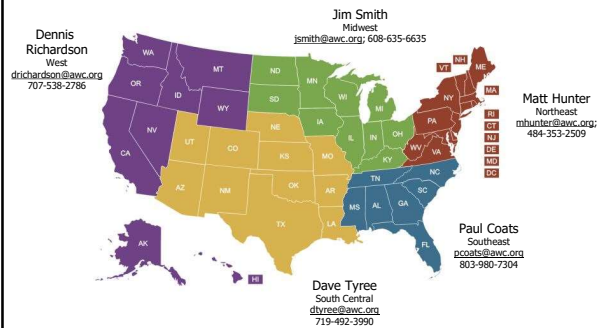 Jim Smith
Midwest
jsmith@awc.org; 608-635-6635
Dennis
Richardson
West
drichardson@awc.org
707-538-2786
Matt Hunter
Northeast
mhunter@awc.org;
484-353-2509
Paul Coats
Southeast
pcoats@awc.org
803-980-7304
Dave Tyree
South Central
dtyree@awc.org
719-492-3990
WA
OR
ID
MT
WY
NV
CA
AK
HI
ND
SD
MN
IA
WI
MI
IL
IN
OH
KY
NE
UT
CO
KS
MO
AZ
NM
OK
AR
TX
LA
TN
NC
SC
MS
AL
GA
FL
VT
NH
ME
NY
MA
PA
RI
CT
NJ
DE
MD
DC
WV
VA